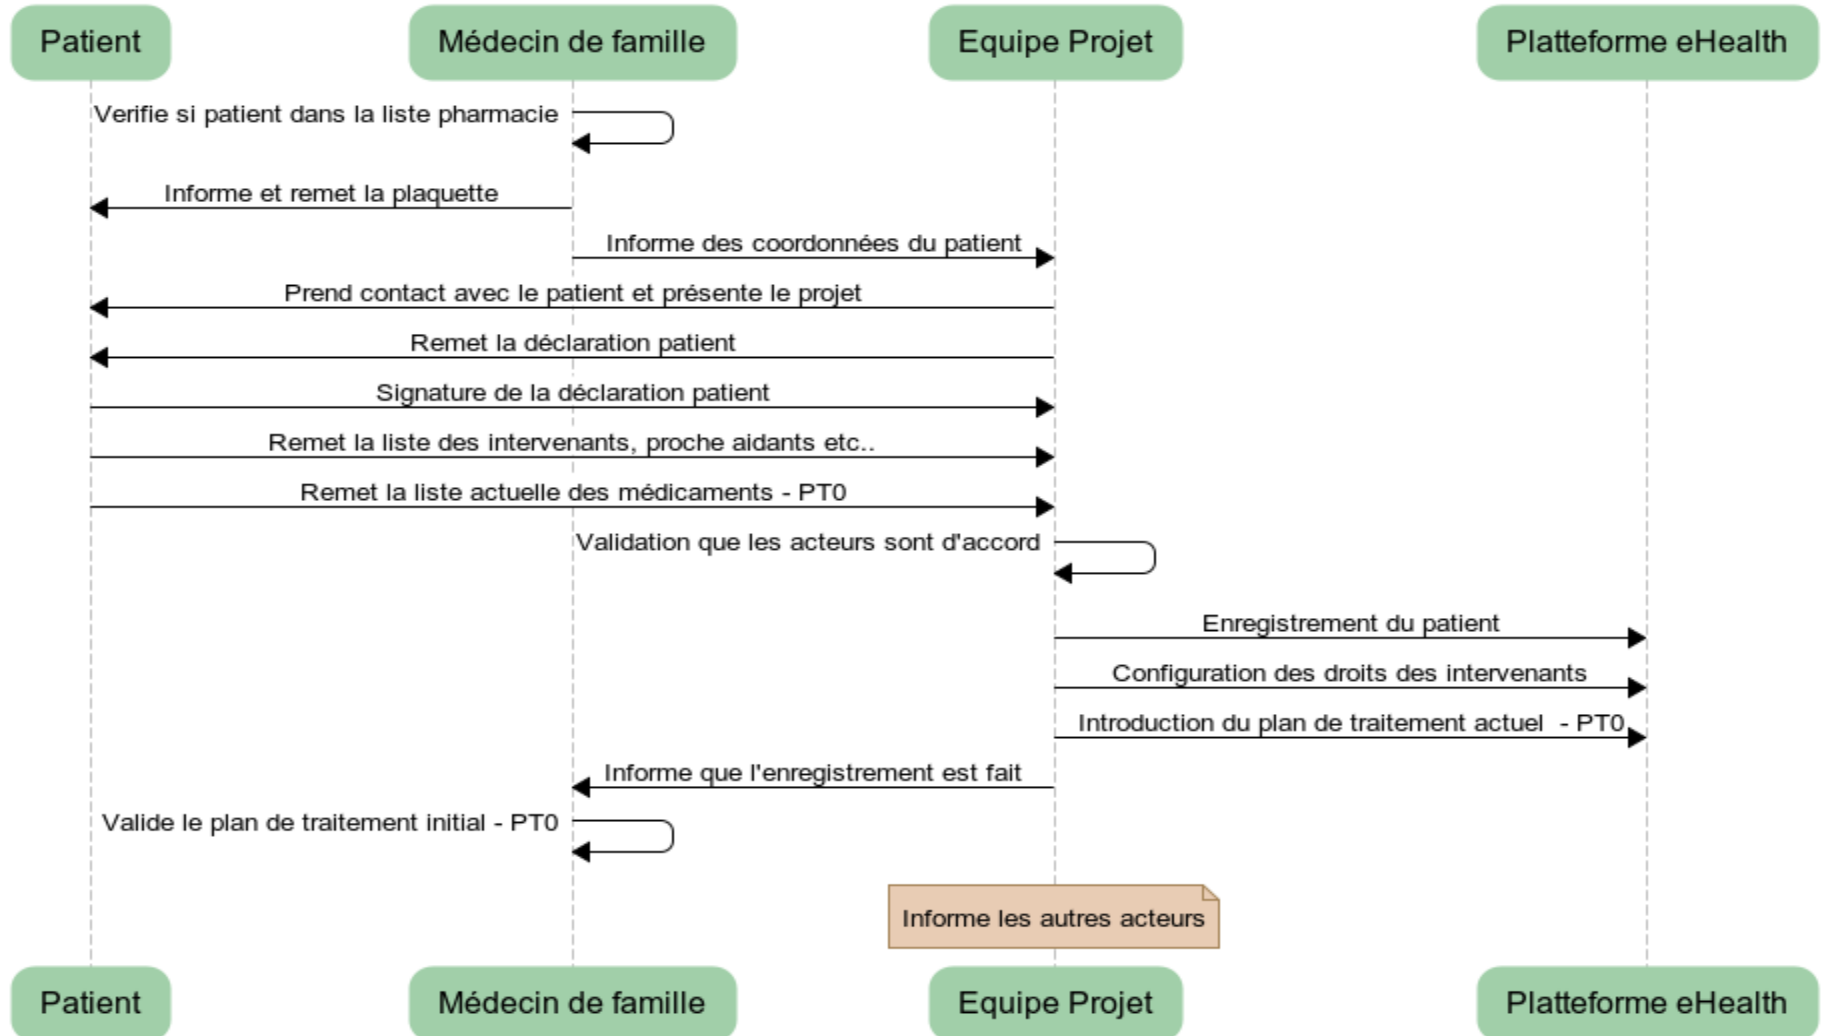 Patient
Médecin de famille
Equipe Projet
Platteforme eHealth
Verifie si patient dans la liste pharmacie
Informe et remet la plaquette
Informe des coordonnées du patient
Prend contact avec le patient et présente le projet
Remet la déclaration patient
Signature de la déclaration patient
Remet la liste des intervenants, proche aidants etc..
Remet la liste actuelle des médicaments - PT0
Validation que les acteurs sont d'accord
Enregistrement du patient
Configuration des droits des intervenants
Introduction du plan de traitement actuel  - PT0
Informe que l'enregistrement est fait
Valide le plan de traitement initial - PT0
Informe les autres acteurs
Patient
Médecin de famille
Equipe Projet
Platteforme eHealth